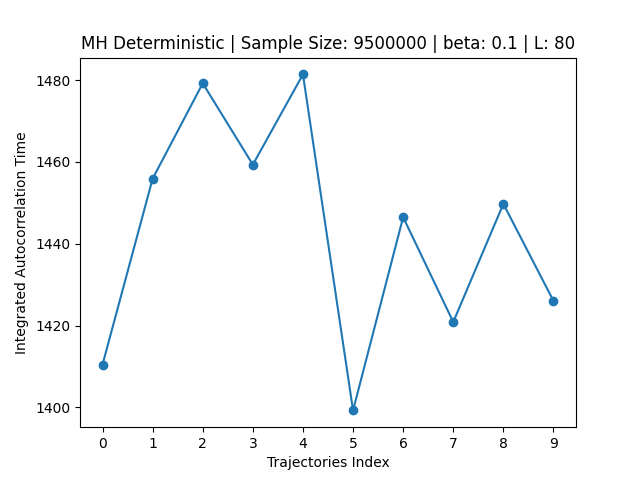 MH Deterministic | Sample Size: 9500000 | beta: 0.1 | L: 80
1480
1460
1440
1420
1400
Integrated Autocorrelation Time
0 1 2 3 4 5 6 7 8 9
Trajectories Index